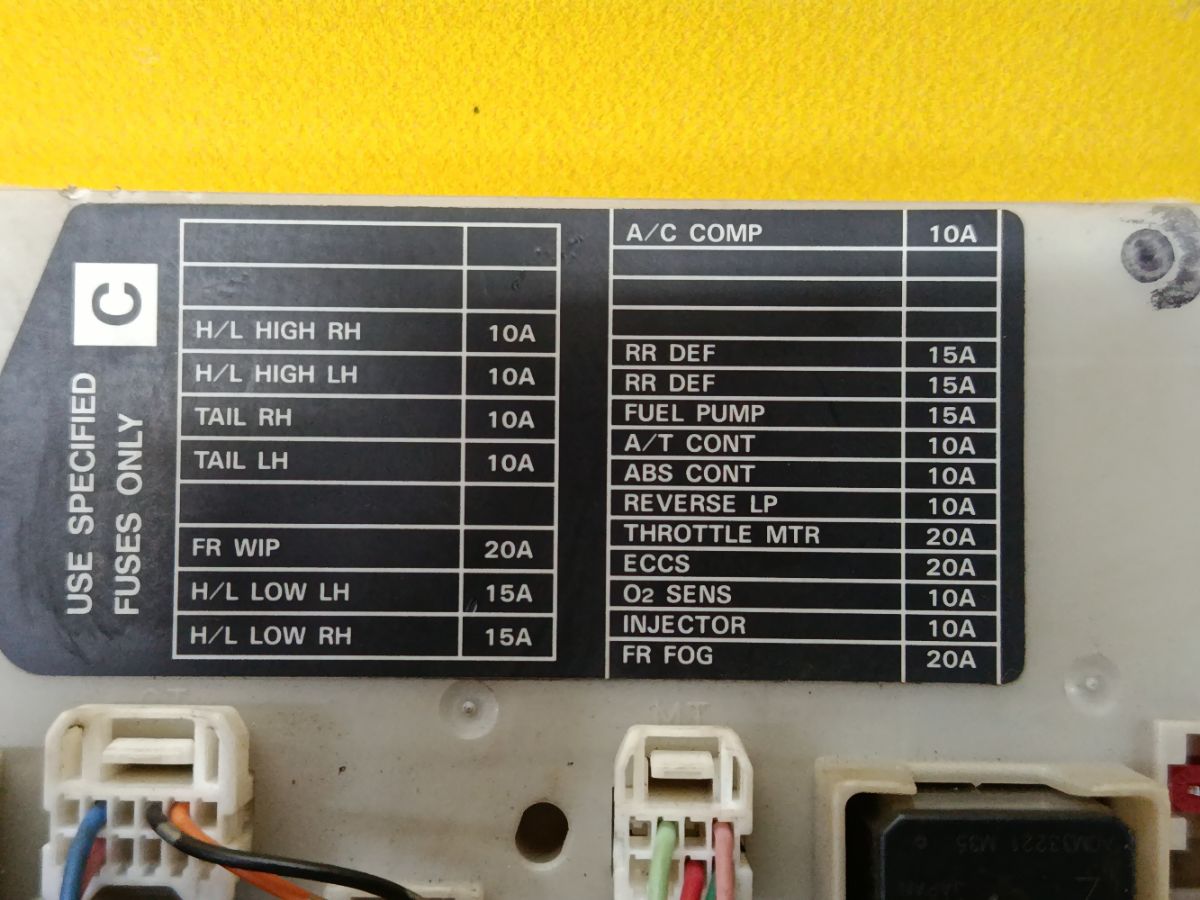 C
USE SPECIFIED
FUSES ONLY
H/L HIGH RH 10A
H/L HIGH LH 10A
TAIL RH 10A
TAIL LH 10A
FR WIP 20A
H/L LOW LH 15A
H/L LOW RH 15A
A/C COMP 10A
RR DEF 15A
RR DEF 15A
FUEL PUMP 15A
A/T CONT 10A
ABS CONT 10A
REVERSE LP 10A
THROTTLE MTR 20A
ECCS 20A
O2 SENS 10A
INJECTOR 10A
FR FOG 20A
MT
M35
JAPAN